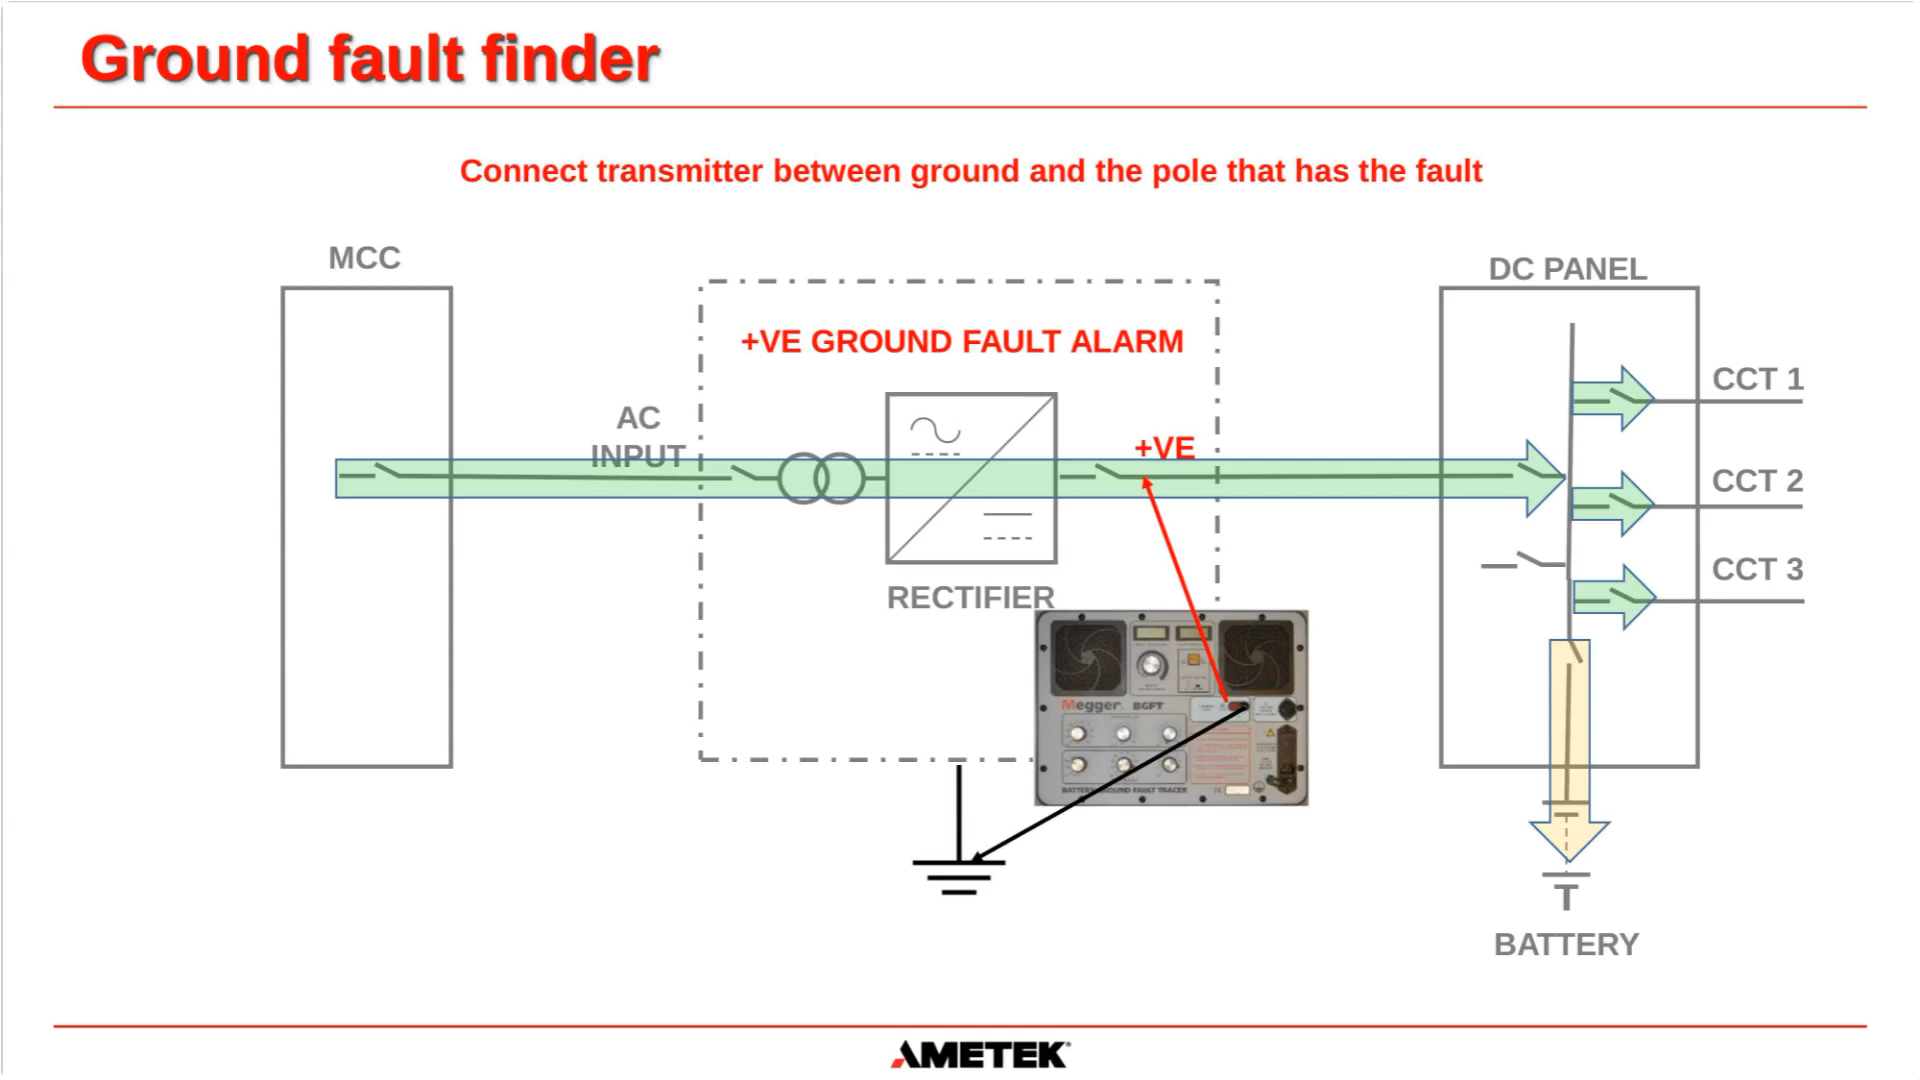 Ground fault finder
Connect transmitter between ground and the pole that has the fault
MCC
DC PANEL
+VE GROUND FAULT ALARM
CCT 1
AC
INPUT
+VE
CCT 2
CCT 3
RECTIFIER
Megger. BGFT
BATTERY GROUND FAULT TRACER
BATTERY
AMETEK®